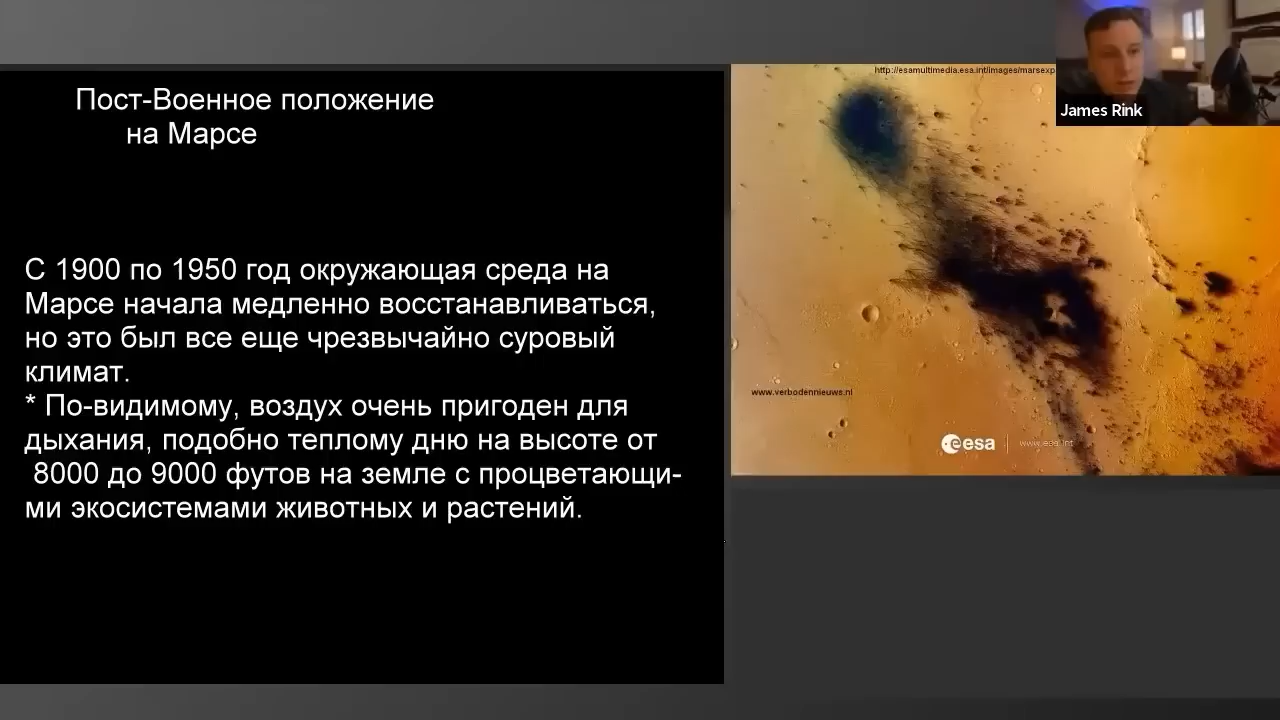 Пост-Военное положение
на Марсе
С 1900 по 1950 год окружающая среда на
Марсе начала медленно восстанавливаться,
но это был все еще чрезвычайно суровый
климат.
* По-видимому, воздух очень пригоден для
дыхания, подобно теплому дню на высоте от
8000 до 9000 футов на земле с процветающи-
ми экосистемами животных и растений.
http://esamultimedia.esa.int/images/marsexp
James Rink
www.verbodennieuws.nl
esa
www.esa.int